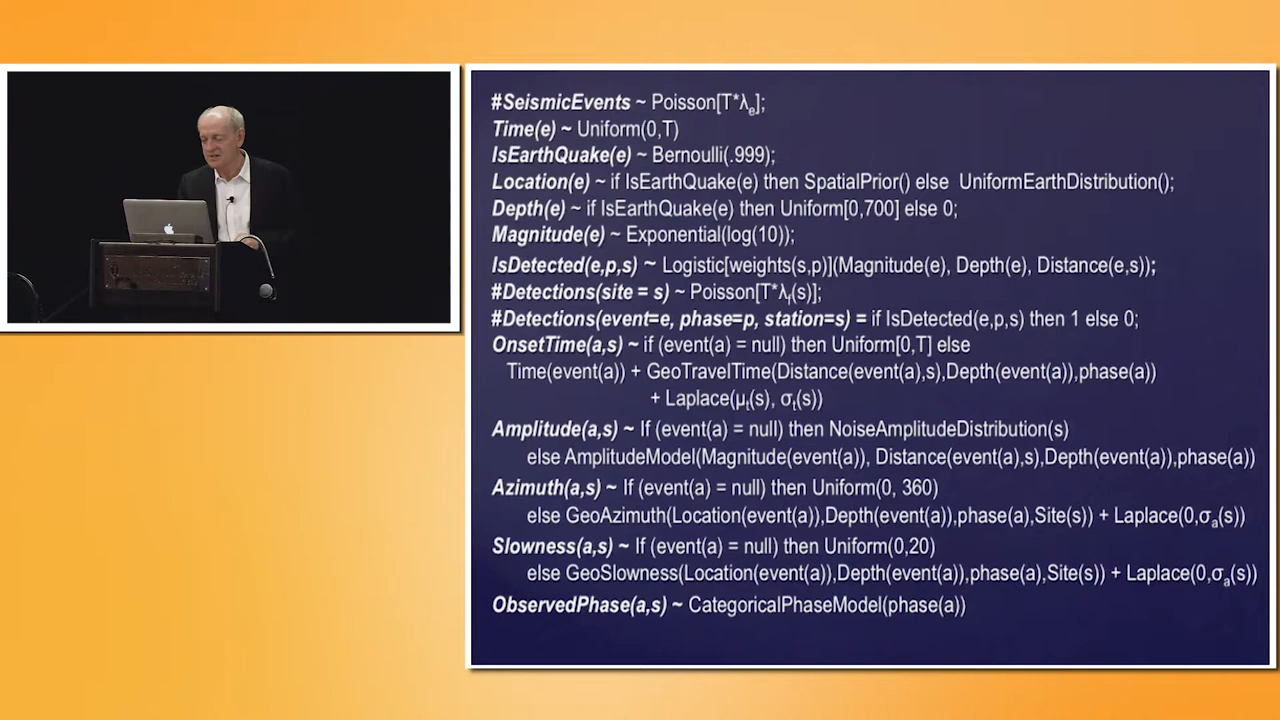 #SeismicEvents ~ Poisson[T*λe];
Time(e) ~ Uniform(0,T)
IsEarthQuake(e) ~ Bernoulli(.999);
Location(e) ~ if IsEarthQuake(e) then SpatialPrior() else UniformEarthDistribution();
Depth(e) ~ if IsEarthQuake(e) then Uniform[0,700] else 0;
Magnitude(e) ~ Exponential(log(10));
IsDetected(e,p,s) ~ Logistic[weights(s,p)](Magnitude(e), Depth(e), Distance(e,s));
#Detections(site = s) ~ Poisson[T*λf(s)];
#Detections(event=e, phase=p, station=s) = if IsDetected(e,p,s) then 1 else 0;
OnsetTime(a,s) ~ if (event(a) = null) then Uniform[0,T] else
Time(event(a)) + GeoTravelTime(Distance(event(a),s),Depth(event(a)),phase(a))
+ Laplace(μt(s), σt(s))
Amplitude(a,s) ~ If (event(a) = null) then NoiseAmplitudeDistribution(s)
else AmplitudeModel(Magnitude(event(a)), Distance(event(a),s),Depth(event(a)),phase(a))
Azimuth(a,s) ~ If (event(a) = null) then Uniform(0, 360)
else GeoAzimuth(Location(event(a)),Depth(event(a)),phase(a),Site(s)) + Laplace(0,σa(s))
Slowness(a,s) ~ If (event(a) = null) then Uniform(0,20)
else GeoSlowness(Location(event(a)),Depth(event(a)),phase(a),Site(s)) + Laplace(0,σa(s))
ObservedPhase(a,s) ~ CategoricalPhaseModel(phase(a))